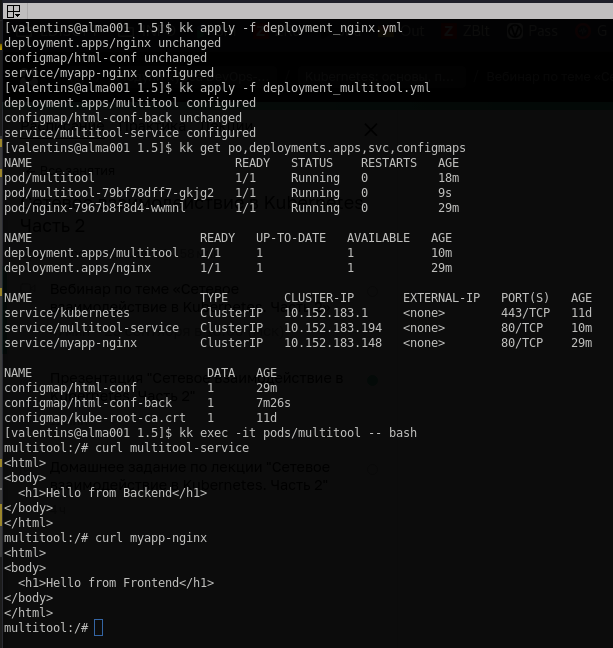 [valentins@alma001 1.5]$ kk apply -f deployment_nginx.yml
deployment.apps/nginx unchanged
configmap/html-conf unchanged
service/myapp-nginx configured
[valentins@alma001 1.5]$ kk apply -f deployment_multitool.yml
deployment.apps/multitool configured
configmap/html-conf-back unchanged
service/multitool-service configured
[valentins@alma001 1.5]$ kk get po,deployments.apps,svc,configmaps
NAME READY STATUS RESTARTS AGE
pod/multitool 1/1 Running 0 18m
pod/multitool-79bf78dff7-gkjg2 1/1 Running 0 9s
pod/nginx-7967b8f8d4-wwmnl 1/1 Running 0 29m
NAME READY UP-TO-DATE AVAILABLE AGE
deployment.apps/multitool 1/1 1 1 10m
deployment.apps/nginx 1/1 1 1 29m
NAME TYPE CLUSTER-IP EXTERNAL-IP PORT(S) AGE
service/kubernetes ClusterIP 10.152.183.1 <none> 443/TCP 11d
service/multitool-service ClusterIP 10.152.183.194 <none> 80/TCP 10m
service/myapp-nginx ClusterIP 10.152.183.148 <none> 80/TCP 29m
NAME DATA AGE
configmap/html-conf 1 29m
configmap/html-conf-back 1 7m26s
configmap/kube-root-ca.crt 1 11d
[valentins@alma001 1.5]$ kk exec -it pods/multitool -- bash
multitool:/# curl multitool-service
<html>
<body>
  <h1>Hello from Backend</h1>
</body>
</html>
multitool:/# curl myapp-nginx
<html>
<body>
  <h1>Hello from Frontend</h1>
</body>
</html>
multitool:/#